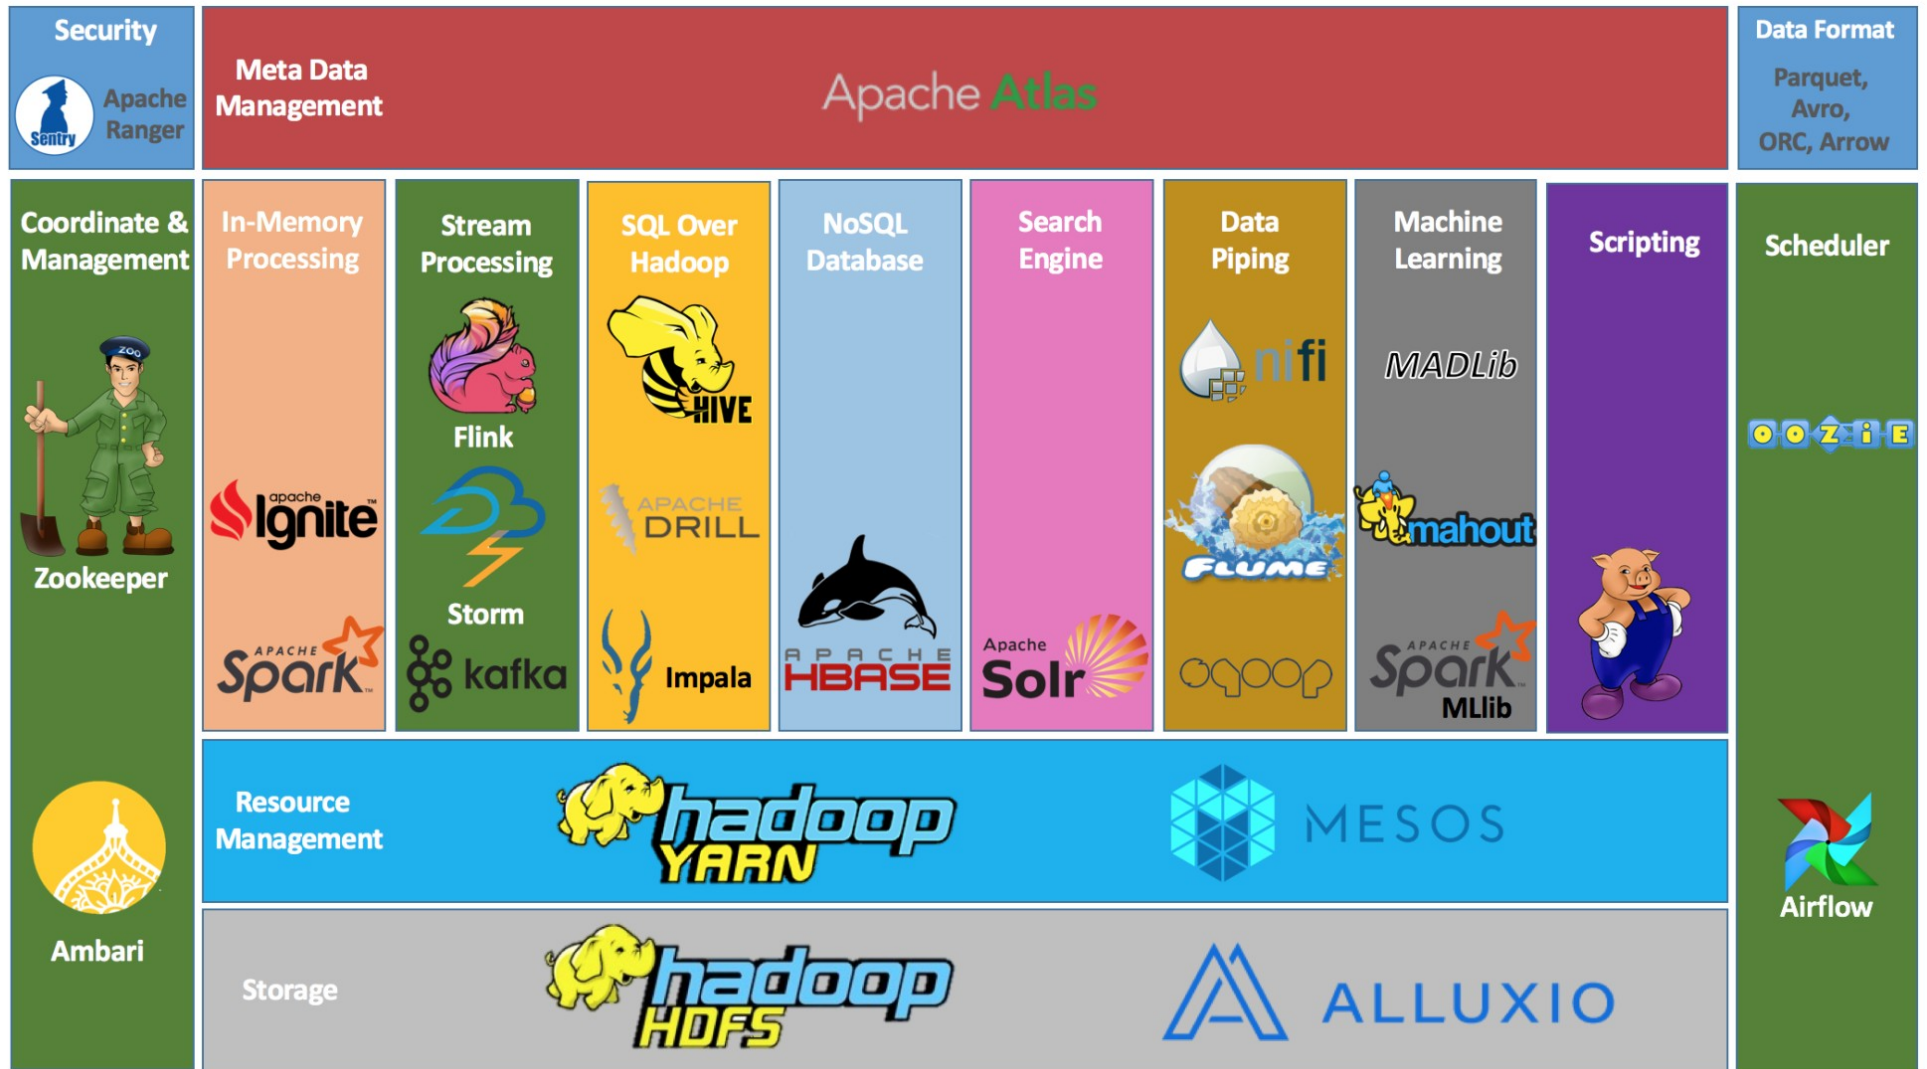 Security
Sentry
Apache
Ranger
Meta Data
Management
Apache Atlas
Data Format
Parquet,
Avro,
ORC, Arrow
Coordinate &
Management
ZOO
Zookeeper
Ambari
In-Memory
Processing
apache
Ignite™
APACHE
Spark™
Stream
Processing
Flink
Storm
kafka
SQL Over
Hadoop
HIVE
APACHE
DRILL
Impala
NoSQL
Database
APACHE
HBASE
Search
Engine
Apache
Solr
Data
Piping
nifi
FLUME
sqoop
Machine
Learning
MADLib
mahout
APACHE
Spark™
MLlib
Scripting
Scheduler
OOZiE
Airflow
Resource
Management
hadoop
YARN
MESOS
Storage
hadoop
HDFS
ALLUXIO